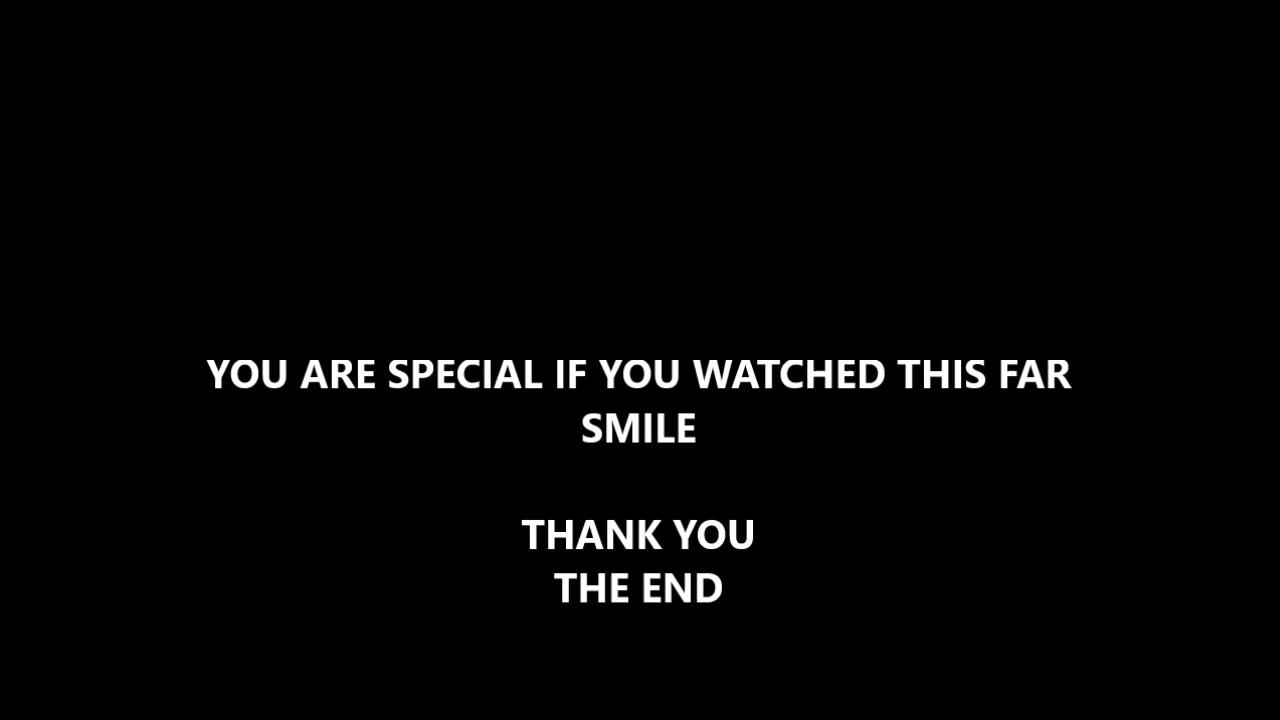 YOU ARE SPECIAL IF YOU WATCHED THIS FAR
SMILE
THANK YOU
THE END